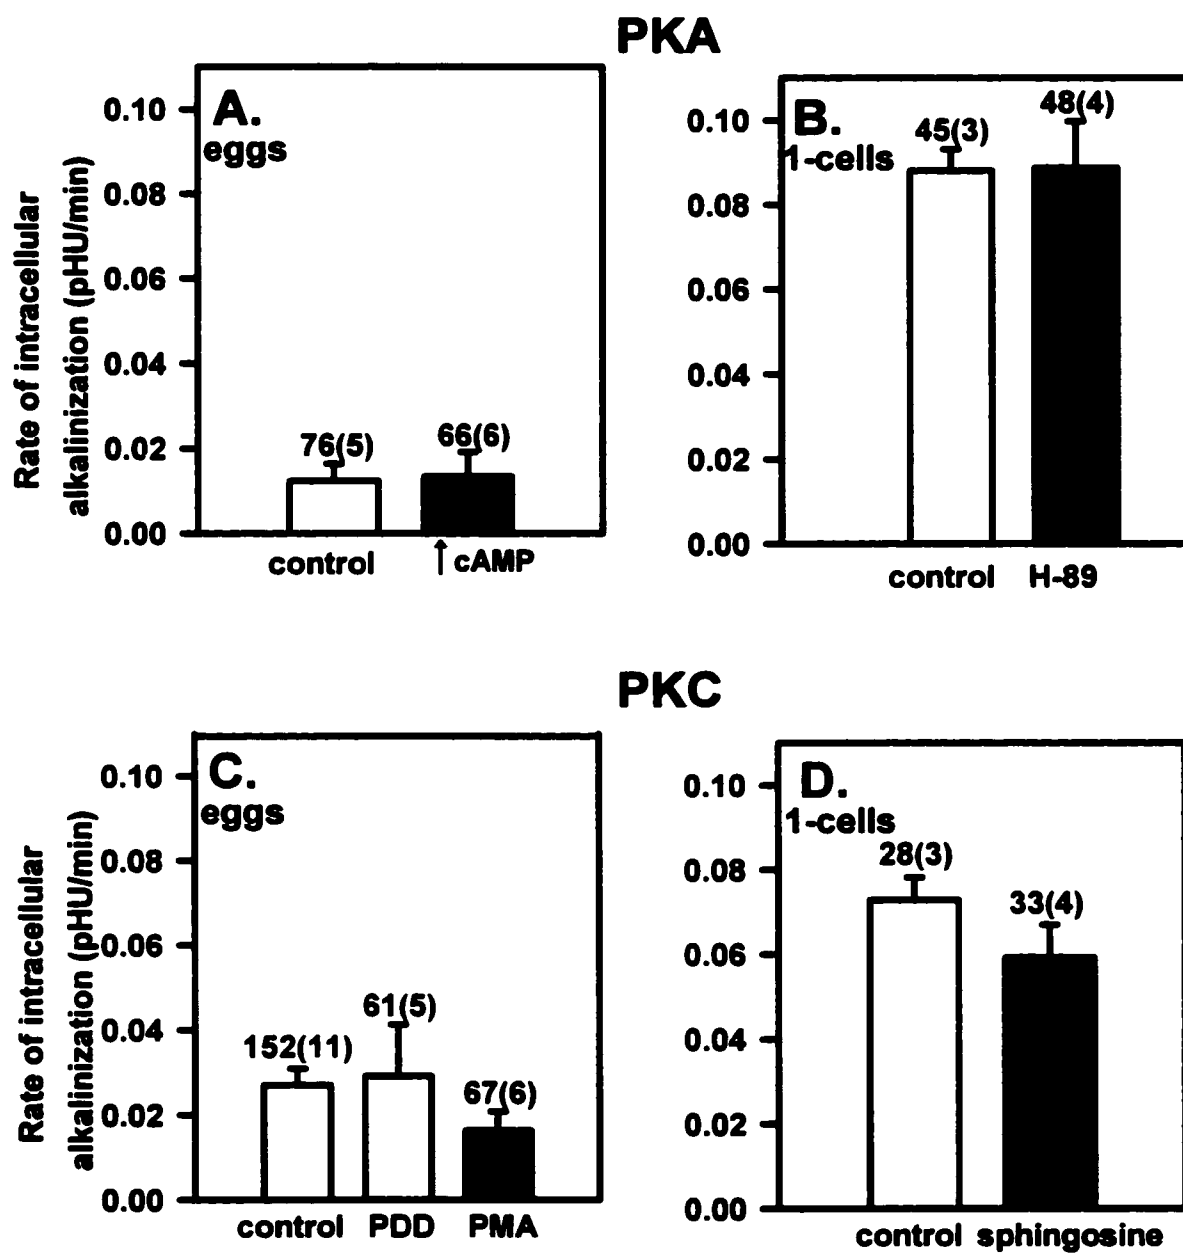 PKA
A.
eggs
Rate of intracellular
alkalinization (pHU/min)
0.10
0.08
0.06
0.04
0.02
0.00
76(5)
66(6)
control
↑ cAMP
B.
1-cells
0.10
0.08
0.06
0.04
0.02
0.00
45(3)
48(4)
control
H-89
PKC
C.
eggs
Rate of intracellular
alkalinization (pHU/min)
0.10
0.08
0.06
0.04
0.02
0.00
152(11)
61(5)
67(6)
control
PDD
PMA
D.
1-cells
0.10
0.08
0.06
0.04
0.02
0.00
28(3)
33(4)
control
sphingosine